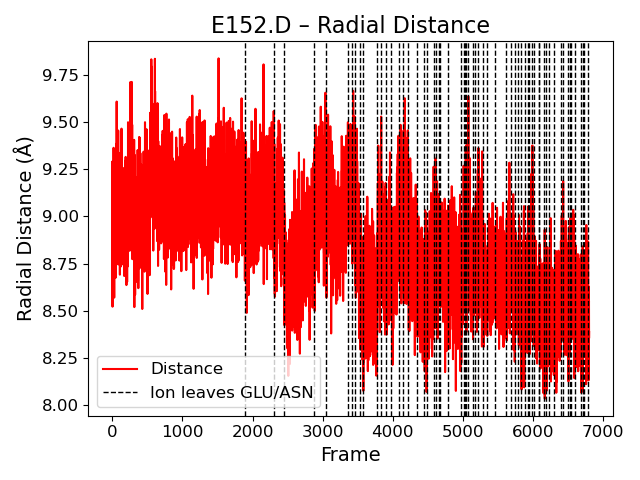 E152.D – Radial Distance
9.75
9.50
9.25
9.00
8.75
8.50
8.25
8.00
Radial Distance (Å)
Distance
Ion leaves GLU/ASN
0 1000 2000 3000 4000 5000 6000 7000
Frame